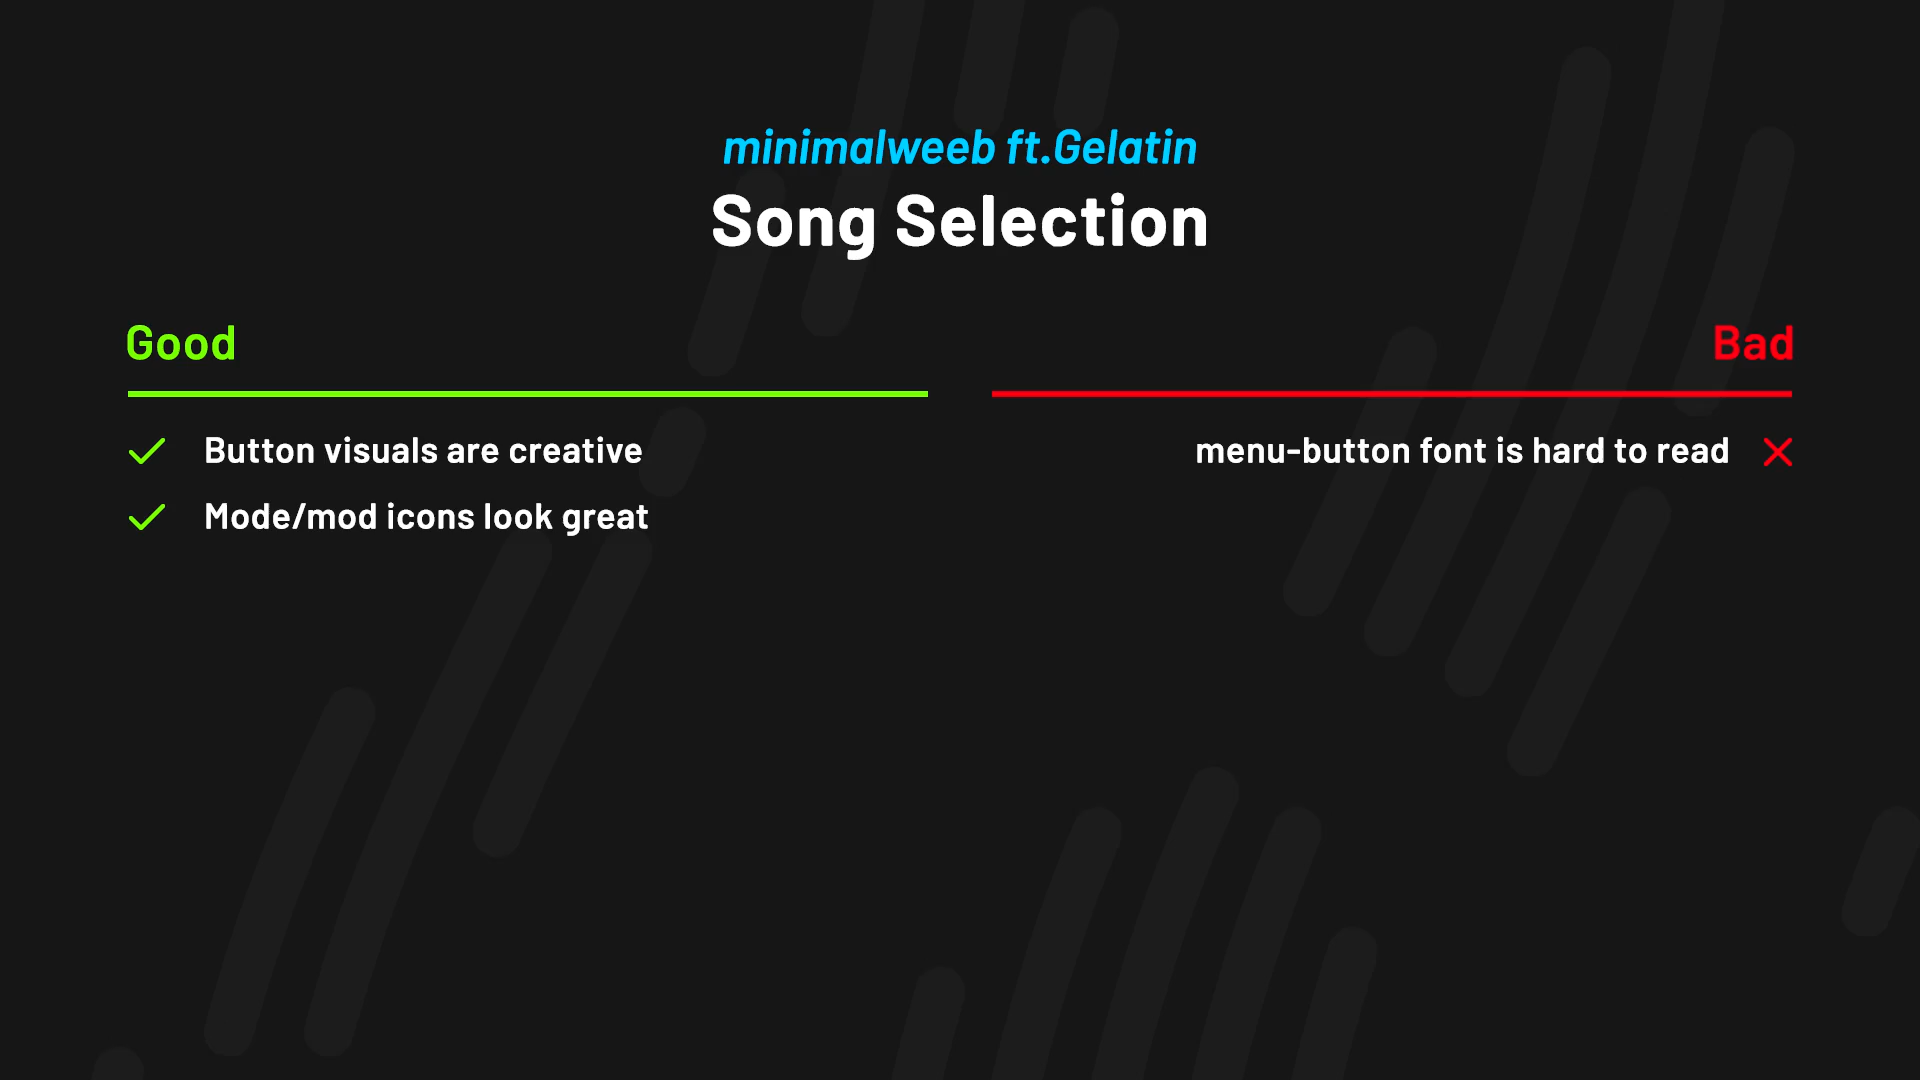 minimalweeb ft.Gelatin
Song Selection
Good
Button visuals are creative
Mode/mod icons look great
Bad
menu-button font is hard to read